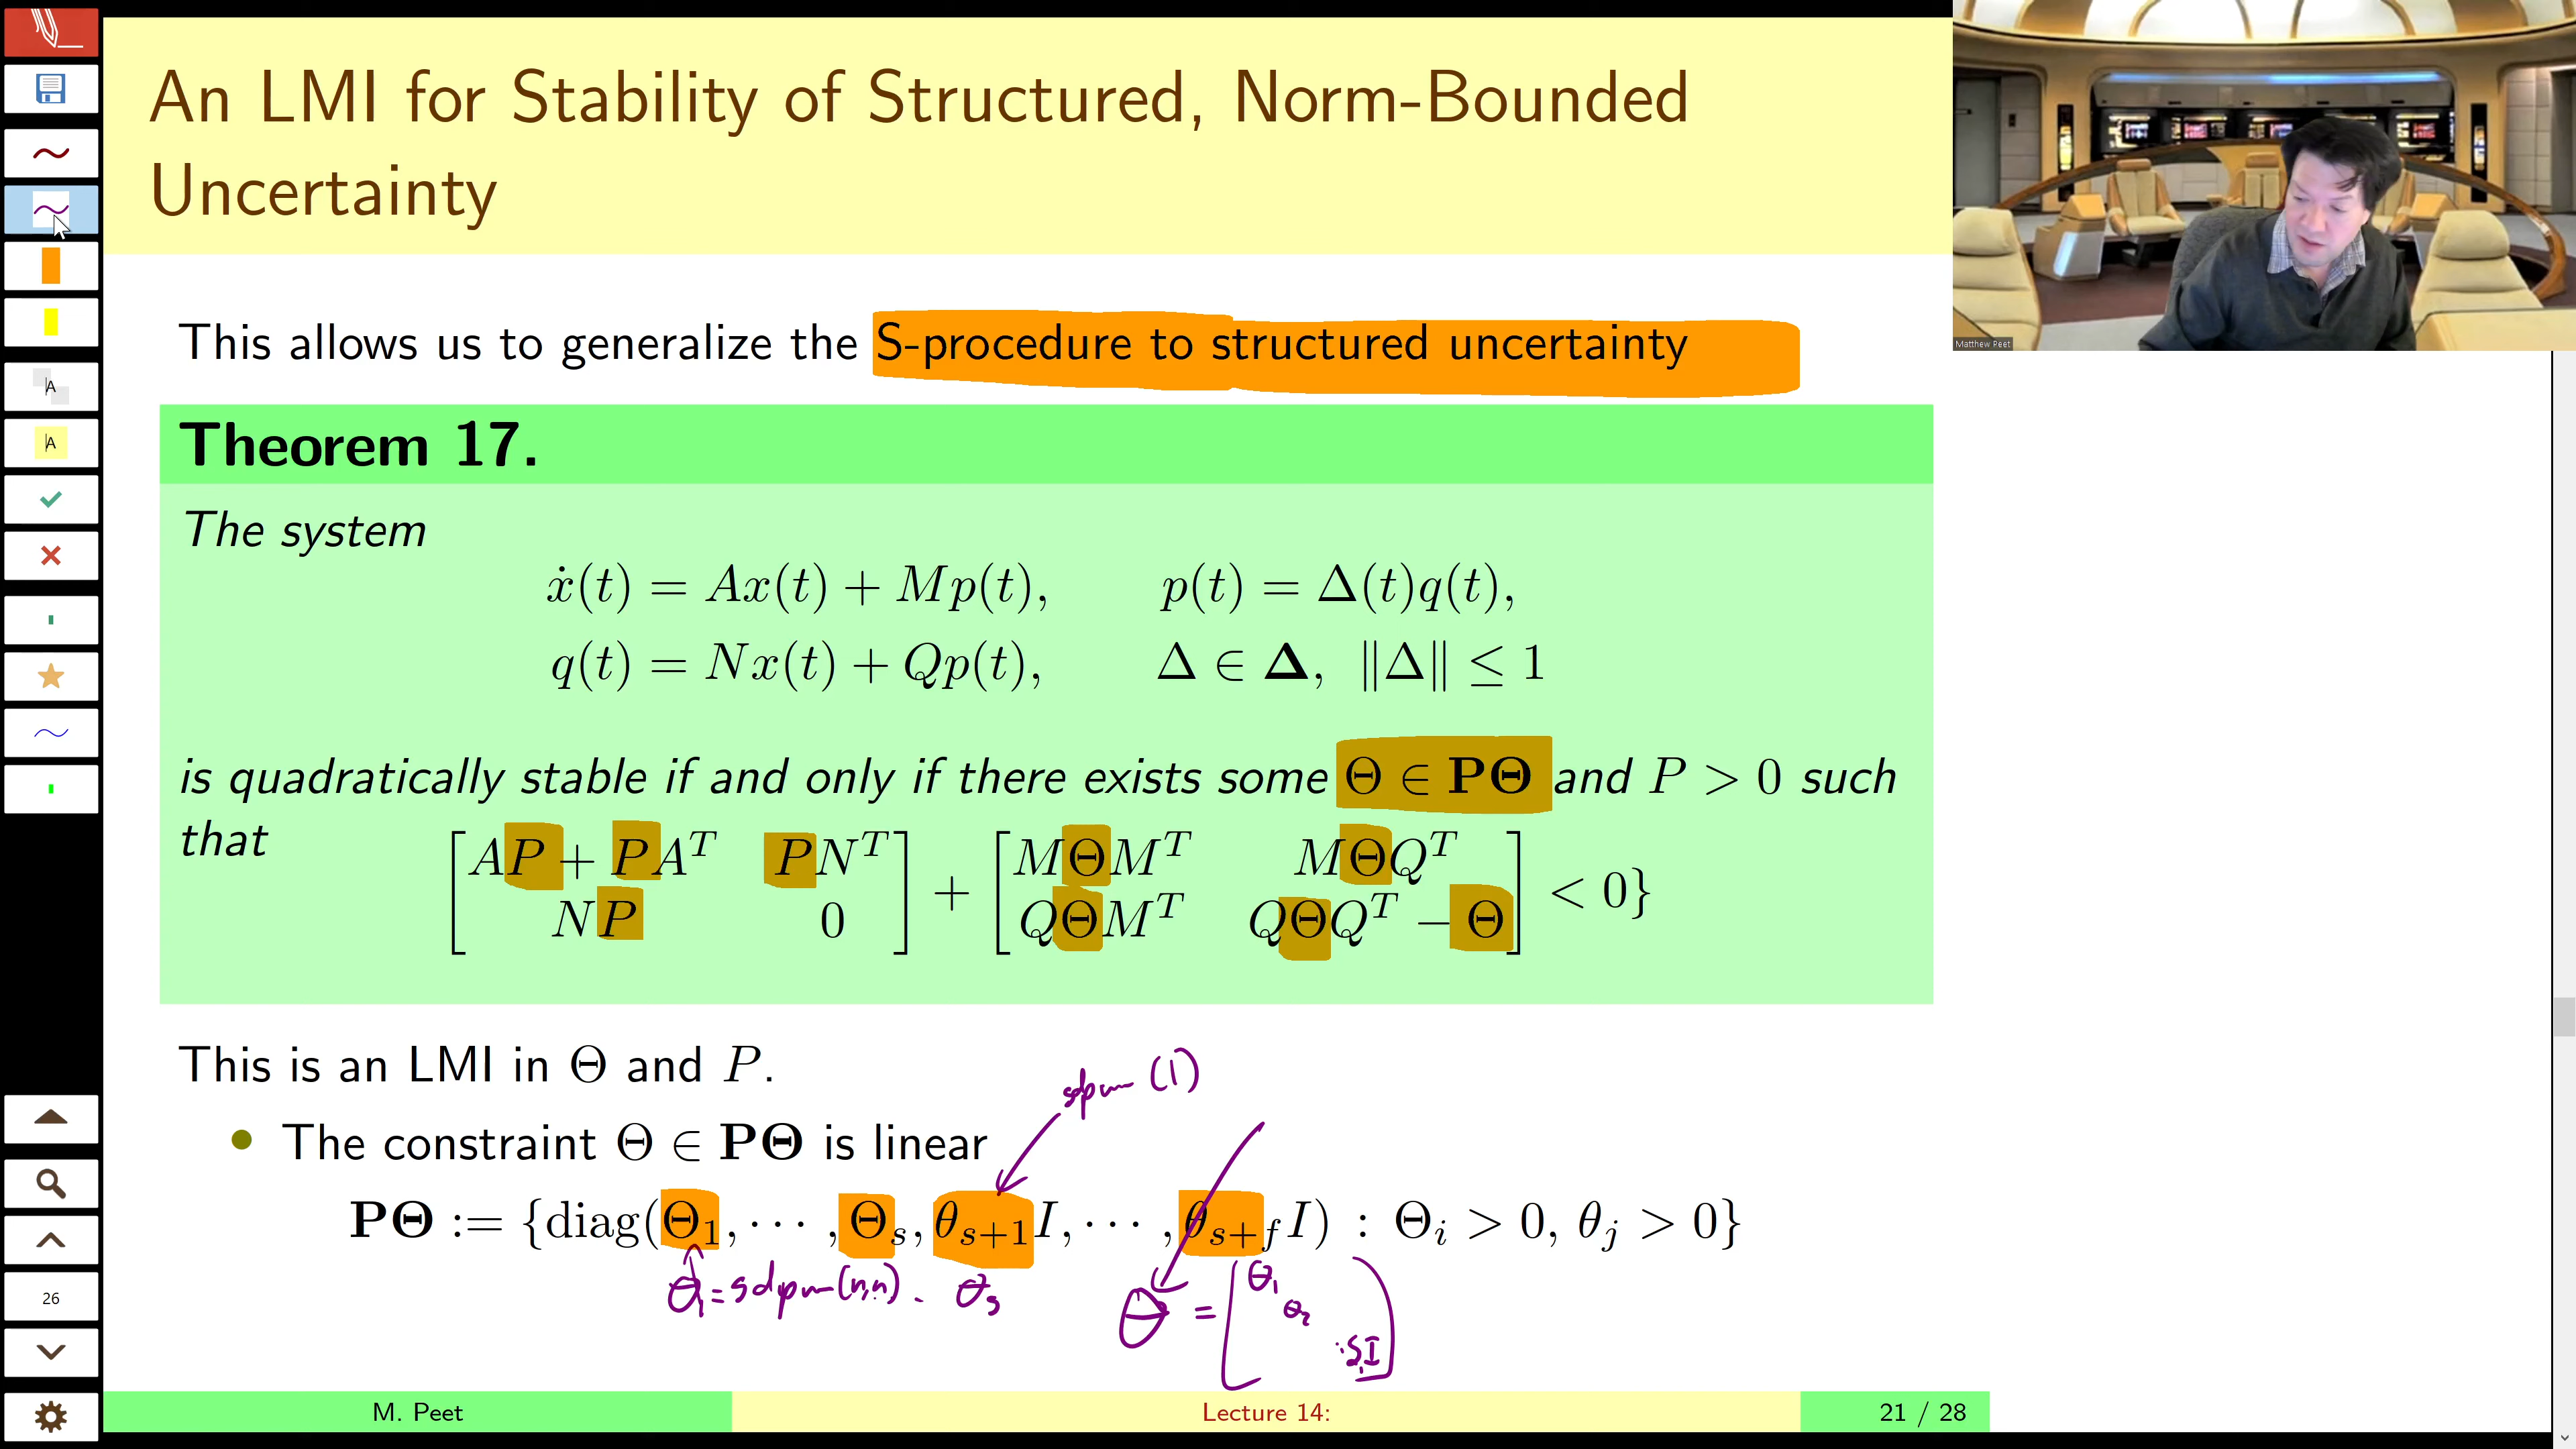 An LMI for Stability of Structured, Norm-Bounded
Uncertainty
Matthew Peet
This allows us to generalize the S-procedure to structured uncertainty
Theorem 17.
The system
ẋ(t) = Ax(t) + Mp(t), p(t) = Δ(t)q(t),
q(t) = Nx(t) + Qp(t), Δ ∈ 𝚫, ‖Δ‖ ≤ 1
is quadratically stable if and only if there exists some Θ ∈ 𝐏𝚯 and P > 0 such
that
[AP + PA^T PN^T; NP 0] + [MΘM^T MΘQ^T; QΘM^T QΘQ^T − Θ] < 0}
This is an LMI in Θ and P.
sdpvar (1)
• The constraint Θ ∈ 𝐏𝚯 is linear
𝐏𝚯 := {diag(Θ_1, ⋯ , Θ_s, θ_{s+1}I, ⋯ , θ_{s+f}I) : Θ_i > 0, θ_j > 0}
Θ_1 = sdpvar(n,n). Θ_s
Θ = [Θ_1 Θ_2 ⋱ S_1 I]
A
A
26
M. Peet
Lecture 14:
21 / 28